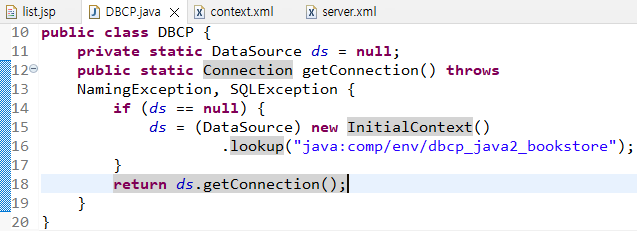 list.jsp DBCP.java context.xml server.xml
10 public class DBCP {
11     private static DataSource ds = null;
12     public static Connection getConnection() throws
13     NamingException, SQLException {
14         if (ds == null) {
15             ds = (DataSource) new InitialContext()
16                     .lookup("java:comp/env/dbcp_java2_bookstore");
17         }
18         return ds.getConnection();
19     }
20 }